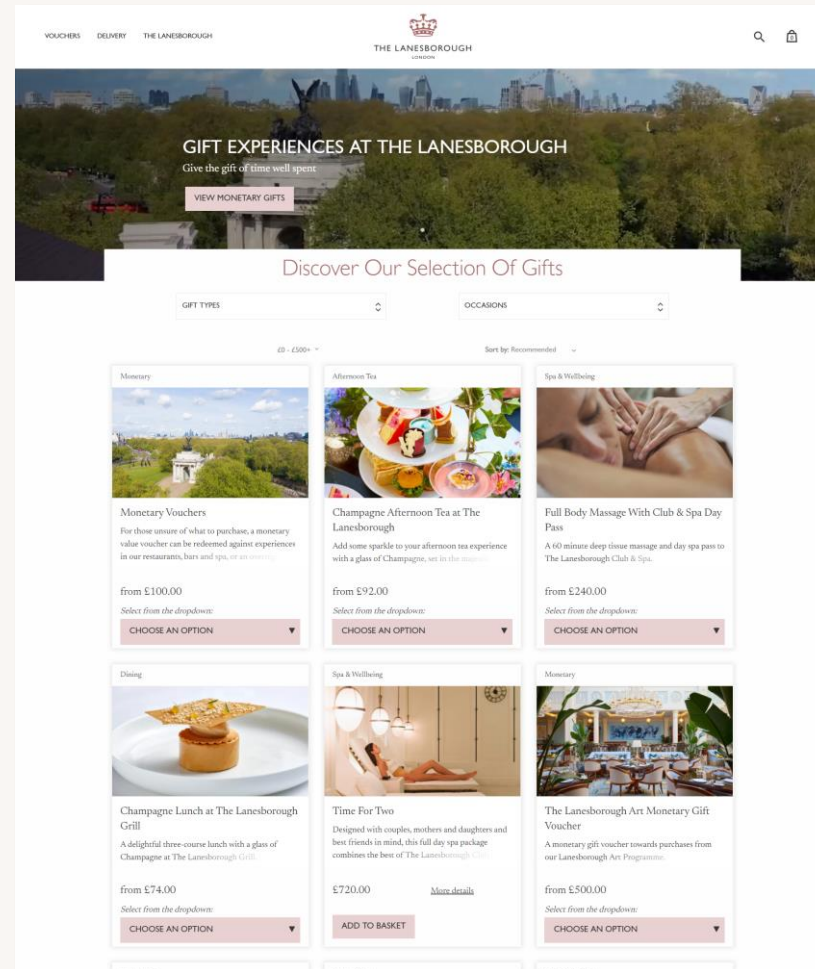 VOUCHERS DELIVERY THE LANESBOROUGH
THE LANESBOROUGH
LONDON
0
GIFT EXPERIENCES AT THE LANESBOROUGH
Give the gift of time well spent
VIEW MONETARY GIFTS
Discover Our Selection Of Gifts
GIFT TYPES
OCCASIONS
£0 - £500+
Sort by: Recommended
Monetary
Monetary Vouchers
For those unsure of what to purchase, a monetary
value voucher can be redeemed against experiences
in our restaurants, bars and spa, or an
from £100.00
Select from the dropdown:
CHOOSE AN OPTION
Afternoon Tea
Champagne Afternoon Tea at The
Lanesborough
Add some sparkle to your afternoon tea experience
with a glass of Champagne, set in the
from £92.00
Select from the dropdown:
CHOOSE AN OPTION
Spa & Wellbeing
Full Body Massage With Club & Spa Day
Pass
A 60 minute deep tissue massage and day spa pass to
The Lanesborough Club & Spa.
from £240.00
Select from the dropdown:
CHOOSE AN OPTION
Dining
Champagne Lunch at The Lanesborough
Grill
A delightful three-course lunch with a glass of
Champagne at The Lanesborough Grill.
from £74.00
Select from the dropdown:
CHOOSE AN OPTION
Spa & Wellbeing
Time For Two
Designed with couples, mothers and daughters and
best friends in mind, this full day spa package
combines the best of The Lanesborough
£720.00 More details
ADD TO BASKET
Monetary
The Lanesborough Art Monetary Gift
Voucher
A monetary gift voucher towards purchases from
our Lanesborough Art Programme.
from £500.00
Select from the dropdown:
CHOOSE AN OPTION